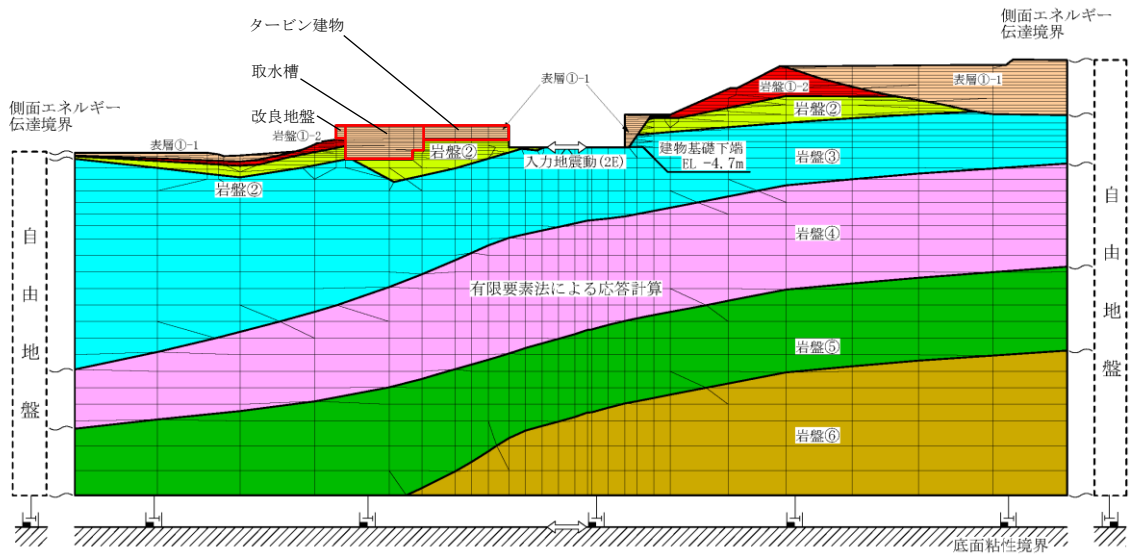 側面エネルギー
伝達境界
タービン建物
取水槽
表層①-1
岩盤①-2
表層①-1
側面エネルギー
伝達境界
改良地盤
岩盤②
岩盤①-2
表層①-1
岩盤②
入力地震動(2E)
建物基礎下端
EL -4.7m
岩盤③
岩盤②
自由地盤
岩盤④
自由地盤
有限要素法による応答計算
岩盤⑤
岩盤⑥
底面粘性境界